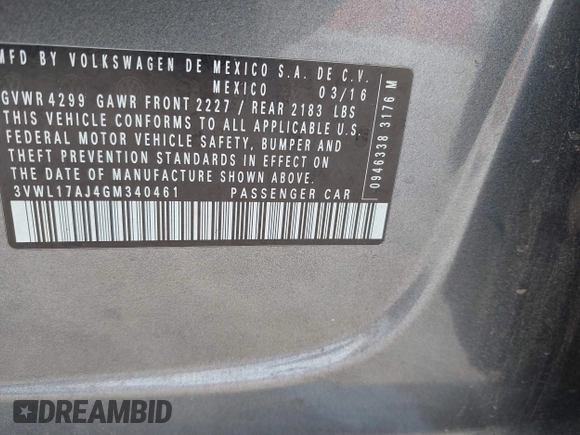 MFD BY VOLKSWAGEN DE MEXICO S.A. DE C.V.
MEXICO 03/16
GVWR 4299 GAWR FRONT 2227 / REAR 2183 LBS
THIS VEHICLE CONFORMS TO ALL APPLICABLE U.S.
FEDERAL MOTOR VEHICLE SAFETY, BUMPER AND
THEFT PREVENTION STANDARDS IN EFFECT ON
THE DATE OF MANUFACTURE SHOWN ABOVE.
3VWL17AJ4GM340461 PASSENGER CAR
0946338 3176 M
DREAMBID